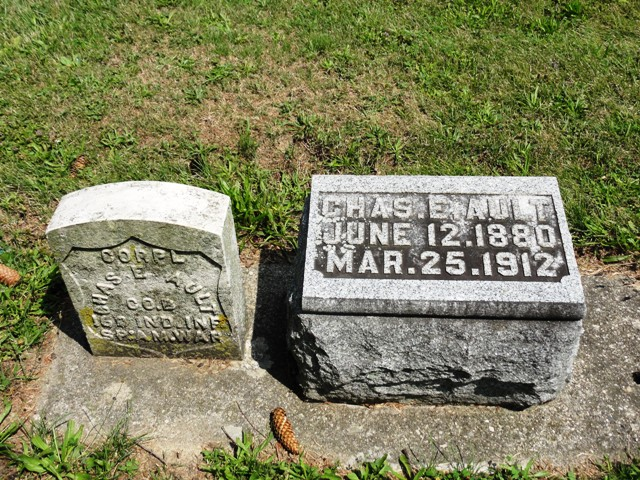 CORPL
CHAS. E. AULT
CO. B.
IND. INF.
SP. AM. WAR
CHAS. E. AULT
JUNE 12. 1880
MAR. 25. 1912